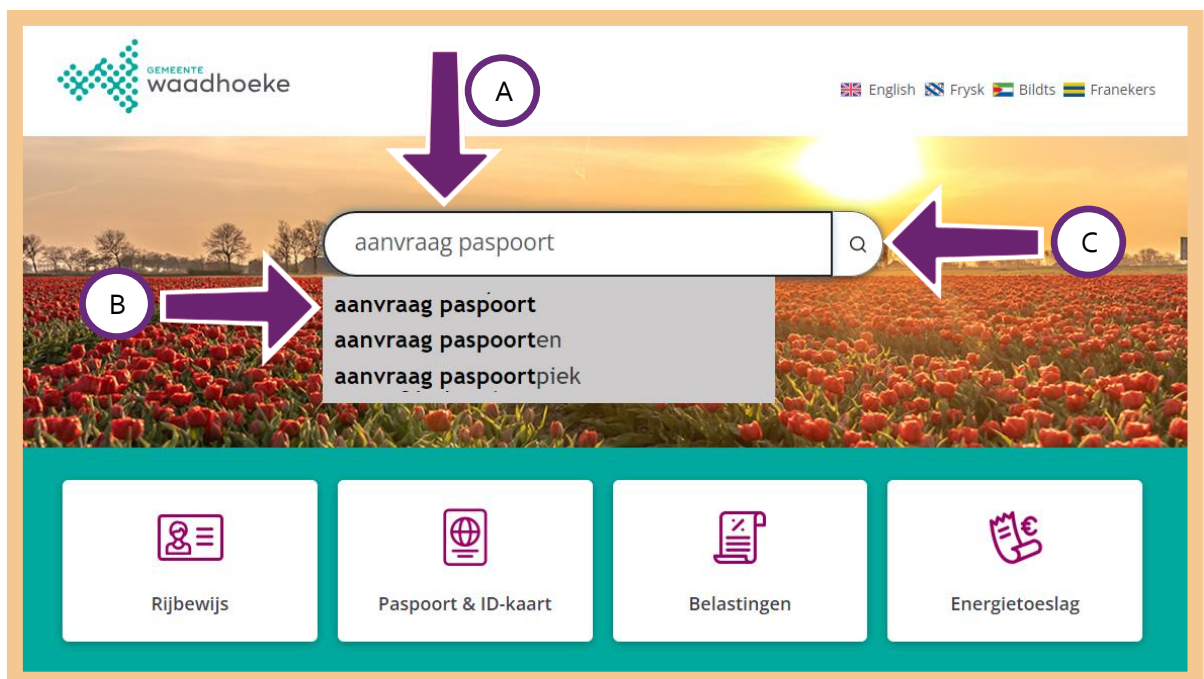 GEMEENTE
waadhoeke
A
English Frysk Bildts Franekers
aanvraag paspoort
C
B
aanvraag paspoort
aanvraag paspoorten
aanvraag paspoortpiek
Rijbewijs
Paspoort & ID-kaart
Belastingen
Energietoeslag